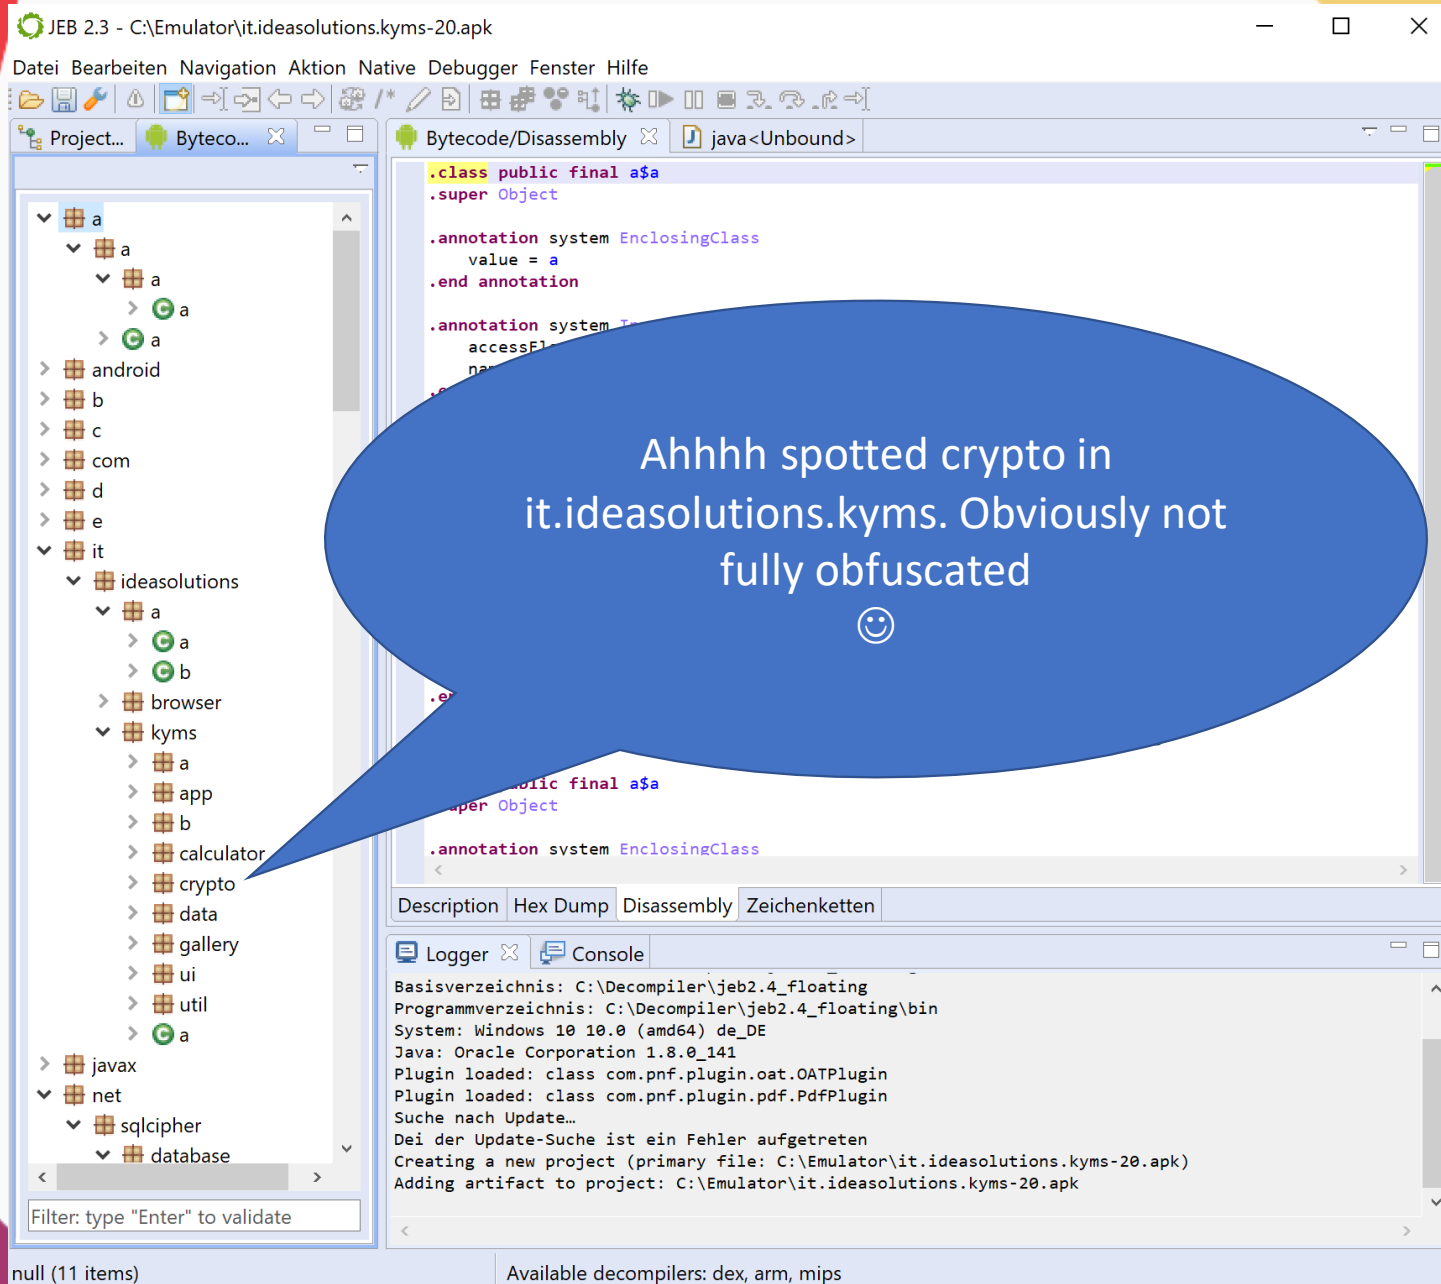 JEB 2.3 - C:\Emulator\it.ideasolutions.kyms-20.apk
Datei Bearbeiten Navigation Aktion Native Debugger Fenster Hilfe
Project...
Byteco...
a
a
a
a
a
android
b
c
com
d
e
it
ideasolutions
a
a
b
browser
kyms
a
app
b
calculator
crypto
data
gallery
ui
util
a
javax
net
sqlcipher
database
Filter: type "Enter" to validate
Bytecode/Disassembly
java<Unbound>
.class public final a$a
.super Object
.annotation system EnclosingClass
value = a
.end annotation
.annotation system
Ahhhh spotted crypto in
it.ideasolutions.kyms. Obviously not
fully obfuscated
☺
final a$a
Object
.annotation system EnclosingClass
Description Hex Dump Disassembly Zeichenketten
Logger
Console
Basisverzeichnis: C:\Decompiler\jeb2.4_floating
Programmverzeichnis: C:\Decompiler\jeb2.4_floating\bin
System: Windows 10 10.0 (amd64) de_DE
Java: Oracle Corporation 1.8.0_141
Plugin loaded: class com.pnf.plugin.oat.OATPlugin
Plugin loaded: class com.pnf.plugin.pdf.PdfPlugin
Suche nach Update…
Dei der Update-Suche ist ein Fehler aufgetreten
Creating a new project (primary file: C:\Emulator\it.ideasolutions.kyms-20.apk)
Adding artifact to project: C:\Emulator\it.ideasolutions.kyms-20.apk
null (11 items)
Available decompilers: dex, arm, mips